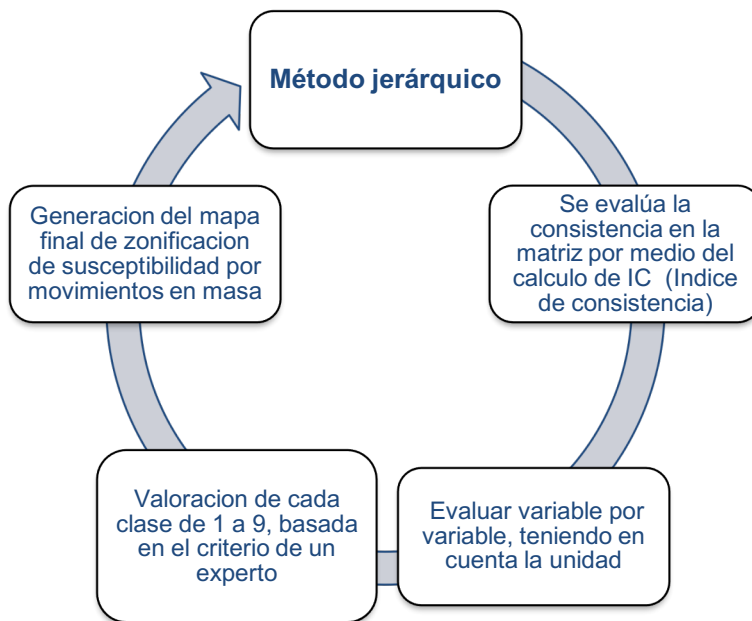 Método jerárquico
Se evalúa la
consistencia en la
matriz por medio del
calculo de IC (Indice
de consistencia)
Evaluar variable por
variable, teniendo en
cuenta la unidad
Valoracion de cada
clase de 1 a 9, basada
en el criterio de un
experto
Generacion del mapa
final de zonificacion
de susceptibilidad por
movimientos en masa